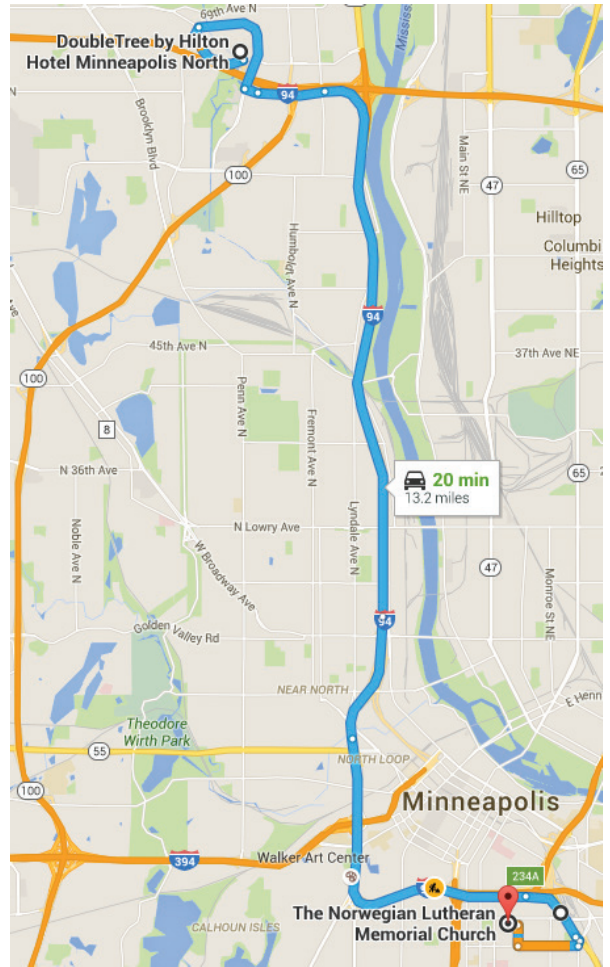 69th Ave N
DoubleTree by Hilton
Hotel Minneapolis North
94
Brooklyn Blvd
100
Main St NE
47
65
Hilltop
Columbi
Heights
Humboldt Ave N
94
45th Ave N
37th Ave NE
100
Penn Ave N
Fremont Ave N
8
N 36th Ave
20 min
13.2 miles
65
Noble Ave N
Lyndale Ave N
N Lowry Ave
W Broadway Ave
47
Monroe St NE
Golden Valley Rd
94
NEAR NORTH
E Henn
Theodore
Wirth Park
55
NORTH LOOP
100
Minneapolis
394
Walker Art Center
234A
The Norwegian Lutheran
Memorial Church
CALHOUN ISLES